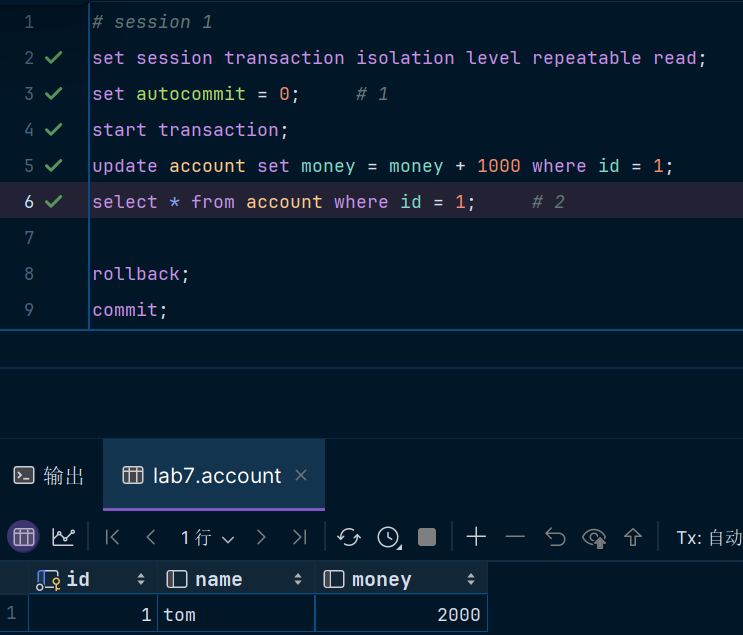 1 # session 1
2 set session transaction isolation level repeatable read;
3 set autocommit = 0;     # 1
4 start transaction;
5 update account set money = money + 1000 where id = 1;
6 select * from account where id = 1;     # 2
7
8 rollback;
9 commit;
输出 lab7.account ×
1 行 Tx: 自动
id name money
1 1 tom 2000